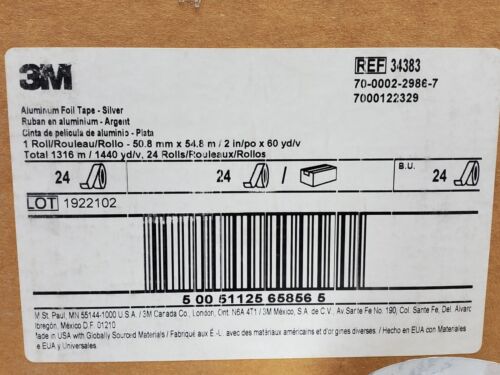 3M
REF 34383
70-0002-2986-7
7000122329
Aluminum Foil Tape - Silver
Ruban en aluminium - Argent
Cinta de pelicula de aluminio - Plata
1 Roll/Rouleau/Rollo - 50.8 mm x 54.8 m / 2 in/po x 60 yd/v
Total 1316 m / 1440 yd/v, 24 Rolls/Rouleaux/Rollos
24 24 / B.U. 24
LOT 1922102
5 00 51125 65856 5
M St. Paul, MN 55144-1000 U.S.A. / 3M Canada Co., London, Ont. N6A 4T1 / 3M México, S.A. de C.V., Av. Santa Fe No. 190, Col. Santa Fe, Del. Álvaro
bregón, México D.F. 01210
Made in USA with Globally Sourced Materials / Fabriqué aux É.-U. avec des matériaux américains et d'origines diverses. / Hecho en EUA con Materiales
e EUA y Universales